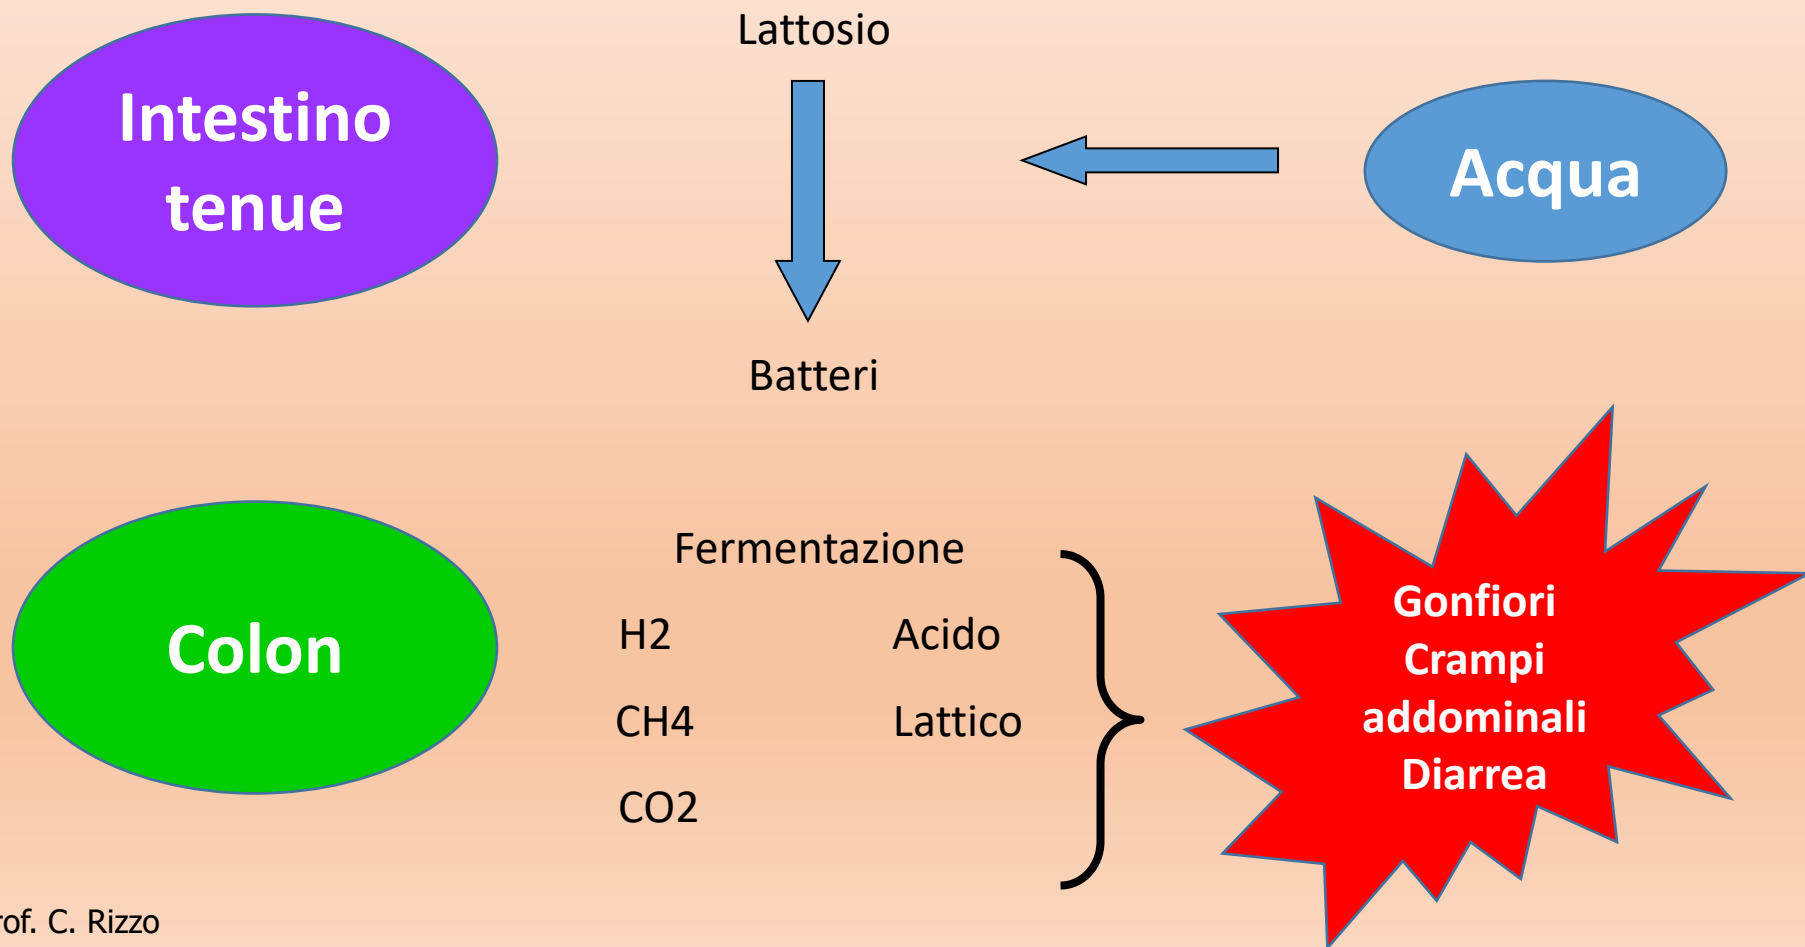 Lattosio
Intestino
tenue
Acqua
Batteri
Fermentazione
H2 Acido
CH4 Lattico
CO2
Colon
Gonfiori
Crampi
addominali
Diarrea
rof. C. Rizzo